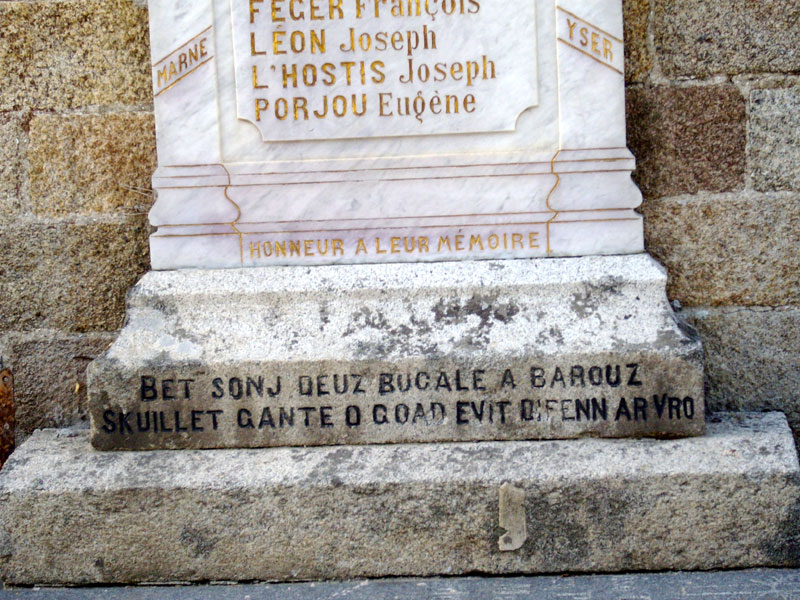 FEGER François
LÉON Joseph
L'HOSTIS Joseph
PORJOU Eugène
MARNE
YSER
HONNEUR A LEUR MÉMOIRE
BET SONJ DEUZ BUGALE A BAROUZ
SKUILLET GANTE O GOAD EVIT DIFENN AR VRO